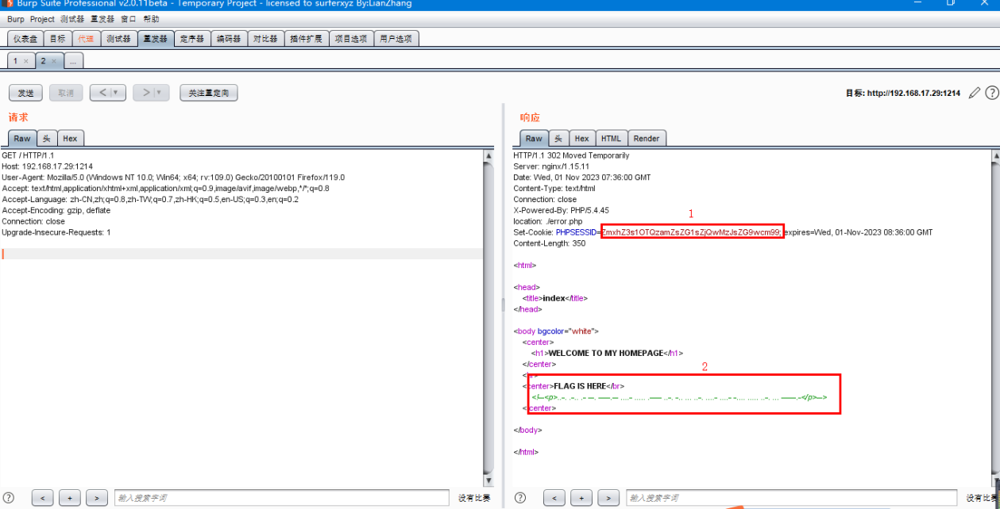 Burp Suite Professional v2.0.11beta - Temporary Project - licensed to surferxyz By:LianZhang
Burp Project 测试器 重发器 窗口 帮助
仪表盘 目标 代理 测试器 重发器 定序器 编码器 对比器 插件扩展 项目选项 用户选项
1 × 2 × ...
发送 取消 < > 关注重定向
目标: http://192.168.17.29:1214
请求
Raw 头 Hex
GET / HTTP/1.1
Host: 192.168.17.29:1214
User-Agent: Mozilla/5.0 (Windows NT 10.0; Win64; x64; rv:109.0) Gecko/20100101 Firefox/119.0
Accept: text/html,application/xhtml+xml,application/xml;q=0.9,image/avif,image/webp,*/*;q=0.8
Accept-Language: zh-CN,zh;q=0.8,zh-TW;q=0.7,zh-HK;q=0.5,en-US;q=0.3,en;q=0.2
Accept-Encoding: gzip, deflate
Connection: close
Upgrade-Insecure-Requests: 1
< + > 输入搜索字词 没有比赛
响应
Raw 头 Hex HTML Render
HTTP/1.1 302 Moved Temporarily
Server: nginx/1.15.11
Date: Wed, 01 Nov 2023 07:36:00 GMT
Content-Type: text/html
Connection: close
X-Powered-By: PHP/5.4.45
1
location: ./error.php
Set-Cookie: PHPSESSID=ZmxhZ3s1OTQzamZsZG1sZjQwMzJsZG9wcm99; expires=Wed, 01-Nov-2023 08:36:00 GMT
Content-Length: 350
<html>
<head>
<title>index</title>
</head>
<body bgcolor="white">
<center>
<h1>WELCOME TO MY HOMEPAGE</h1>
</center>
2
<center>FLAG IS HERE</br>
</center>
</body>
</html>
< + > 输入搜索字词 没有比赛